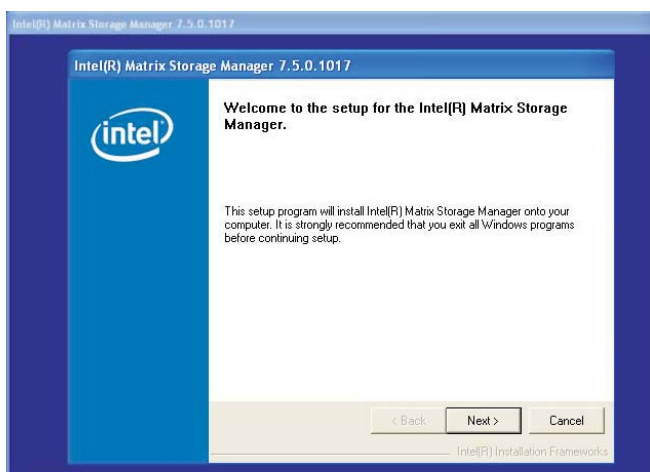 Intel(R) Matrix Storage Manager 7.5.0.1017
Intel(R) Matrix Storage Manager 7.5.0.1017
intel
Welcome to the setup for the Intel(R) Matrix Storage
Manager.
This setup program will install Intel(R) Matrix Storage Manager onto your
computer. It is strongly recommended that you exit all Windows programs
before continuing setup.
< Back
Next >
Cancel
Intel(R) Installation Frameworks